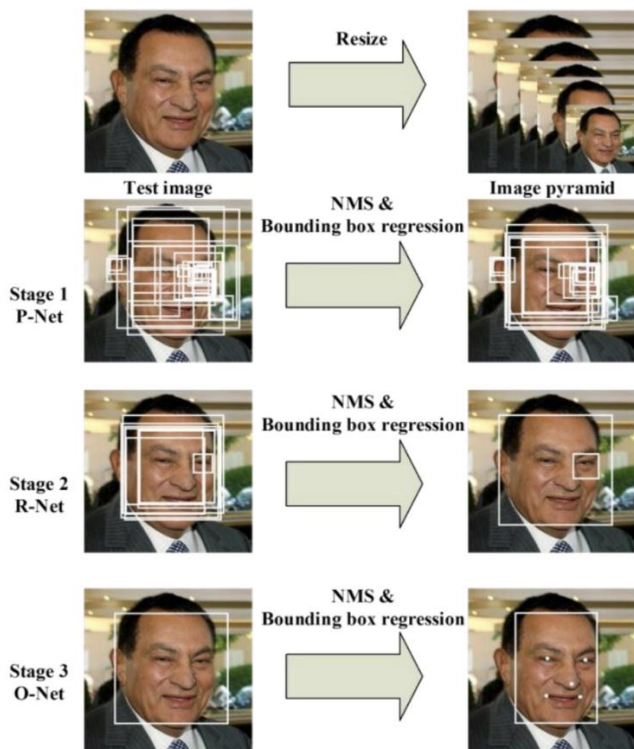 Resize
Test image
Image pyramid
NMS &
Bounding box regression
Stage 1
P-Net
NMS &
Bounding box regression
Stage 2
R-Net
NMS &
Bounding box regression
Stage 3
O-Net